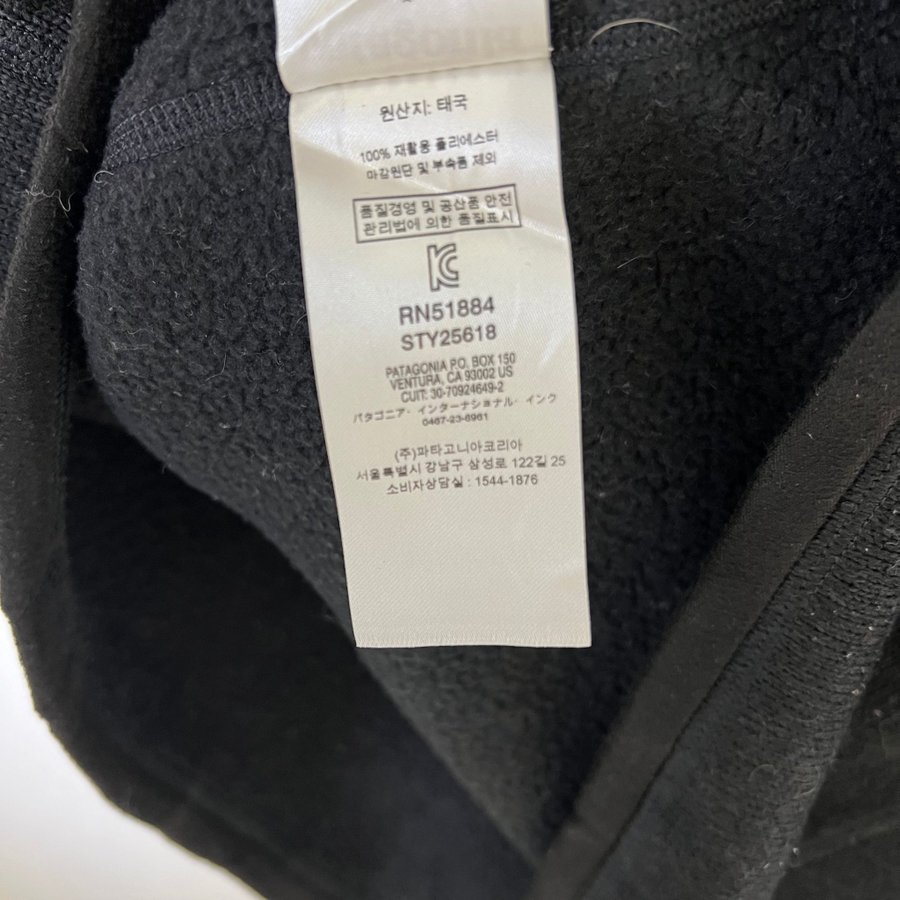 원산지: 태국
100% 재활용 폴리에스터
마감원단 및 부속품 제외
품질경영 및 공산품 안전
관리법에 의한 품질표시
RN51884
STY25618
PATAGONIA P.O. BOX 150
VENTURA, CA 93002 US
CUIT: 30-70924649-2
パタゴニア・インターナショナル・インク
0467-23-8961
(주)파타고니아코리아
서울특별시 강남구 삼성로 122길 25
소비자상담실 : 1544-1876